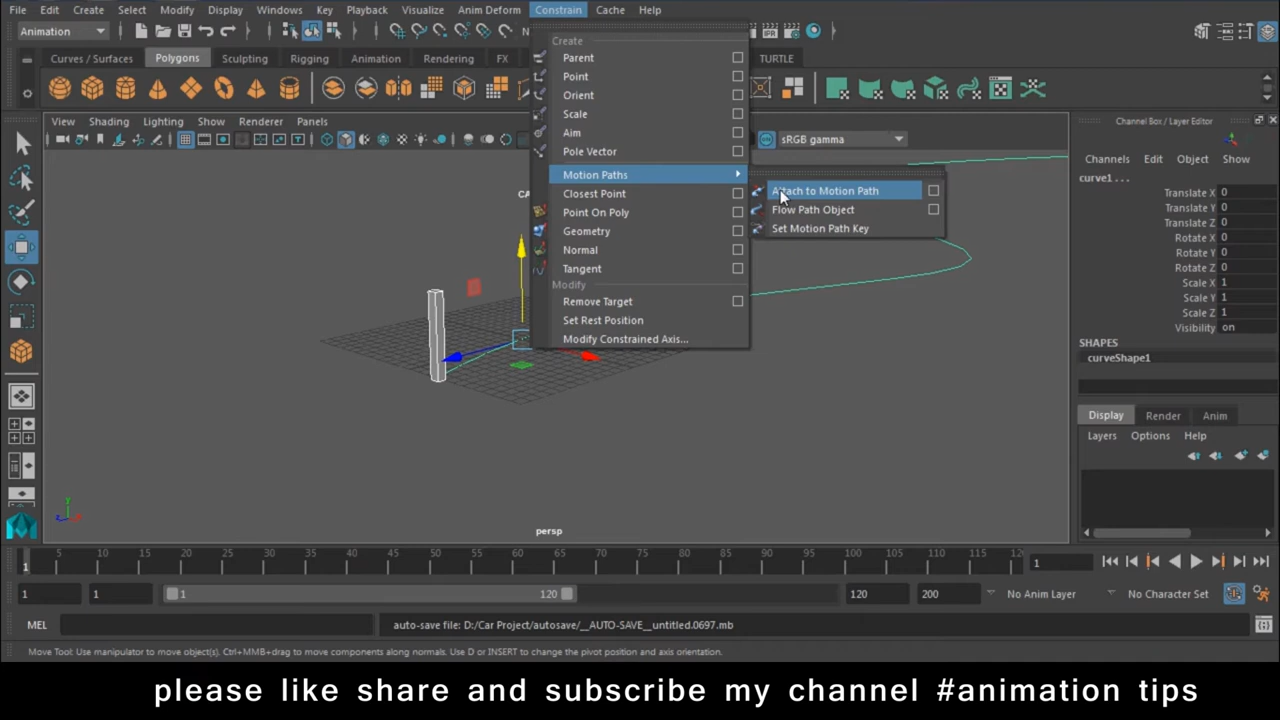 File Edit Create Select Modify Display Windows Key Playback Visualize Anim Deform Constrain Cache Help
Animation
Curves / Surfaces Polygons Sculpting Rigging Animation Rendering FX TURTLE
View Shading Lighting Show Renderer Panels sRGB gamma
Create
Parent
Point
Orient
Scale
Aim
Pole Vector
Motion Paths
Closest Point
Point On Poly
Geometry
Normal
Tangent
Modify
Remove Target
Set Rest Position
Modify Constrained Axis...
Attach to Motion Path
Flow Path Object
Set Motion Path Key
persp
Channel Box / Layer Editor
Channels Edit Object Show
curve1 . . .
Translate X 0
Translate Y 0
Translate Z 0
Rotate X 0
Rotate Y 0
Rotate Z 0
Scale X 1
Scale Y 1
Scale Z 1
Visibility on
SHAPES
curveShape1
Display Render Anim
Layers Options Help
5 10 15 20 25 30 35 40 45 50 55 60 65 70 75 80 85 90 95 100 105 110 115 12
1 1
1 1 1 120 120 200 No Anim Layer No Character Set
MEL auto-save file: D:/Car Project/autosave/__AUTO-SAVE__untitled.0697.mb
Move Tool: Use manipulator to move object(s). Ctrl+MMB+drag to move components along normals. Use D or INSERT to change the pivot position and axis orientation.
please like share and subscribe my channel #animation tips